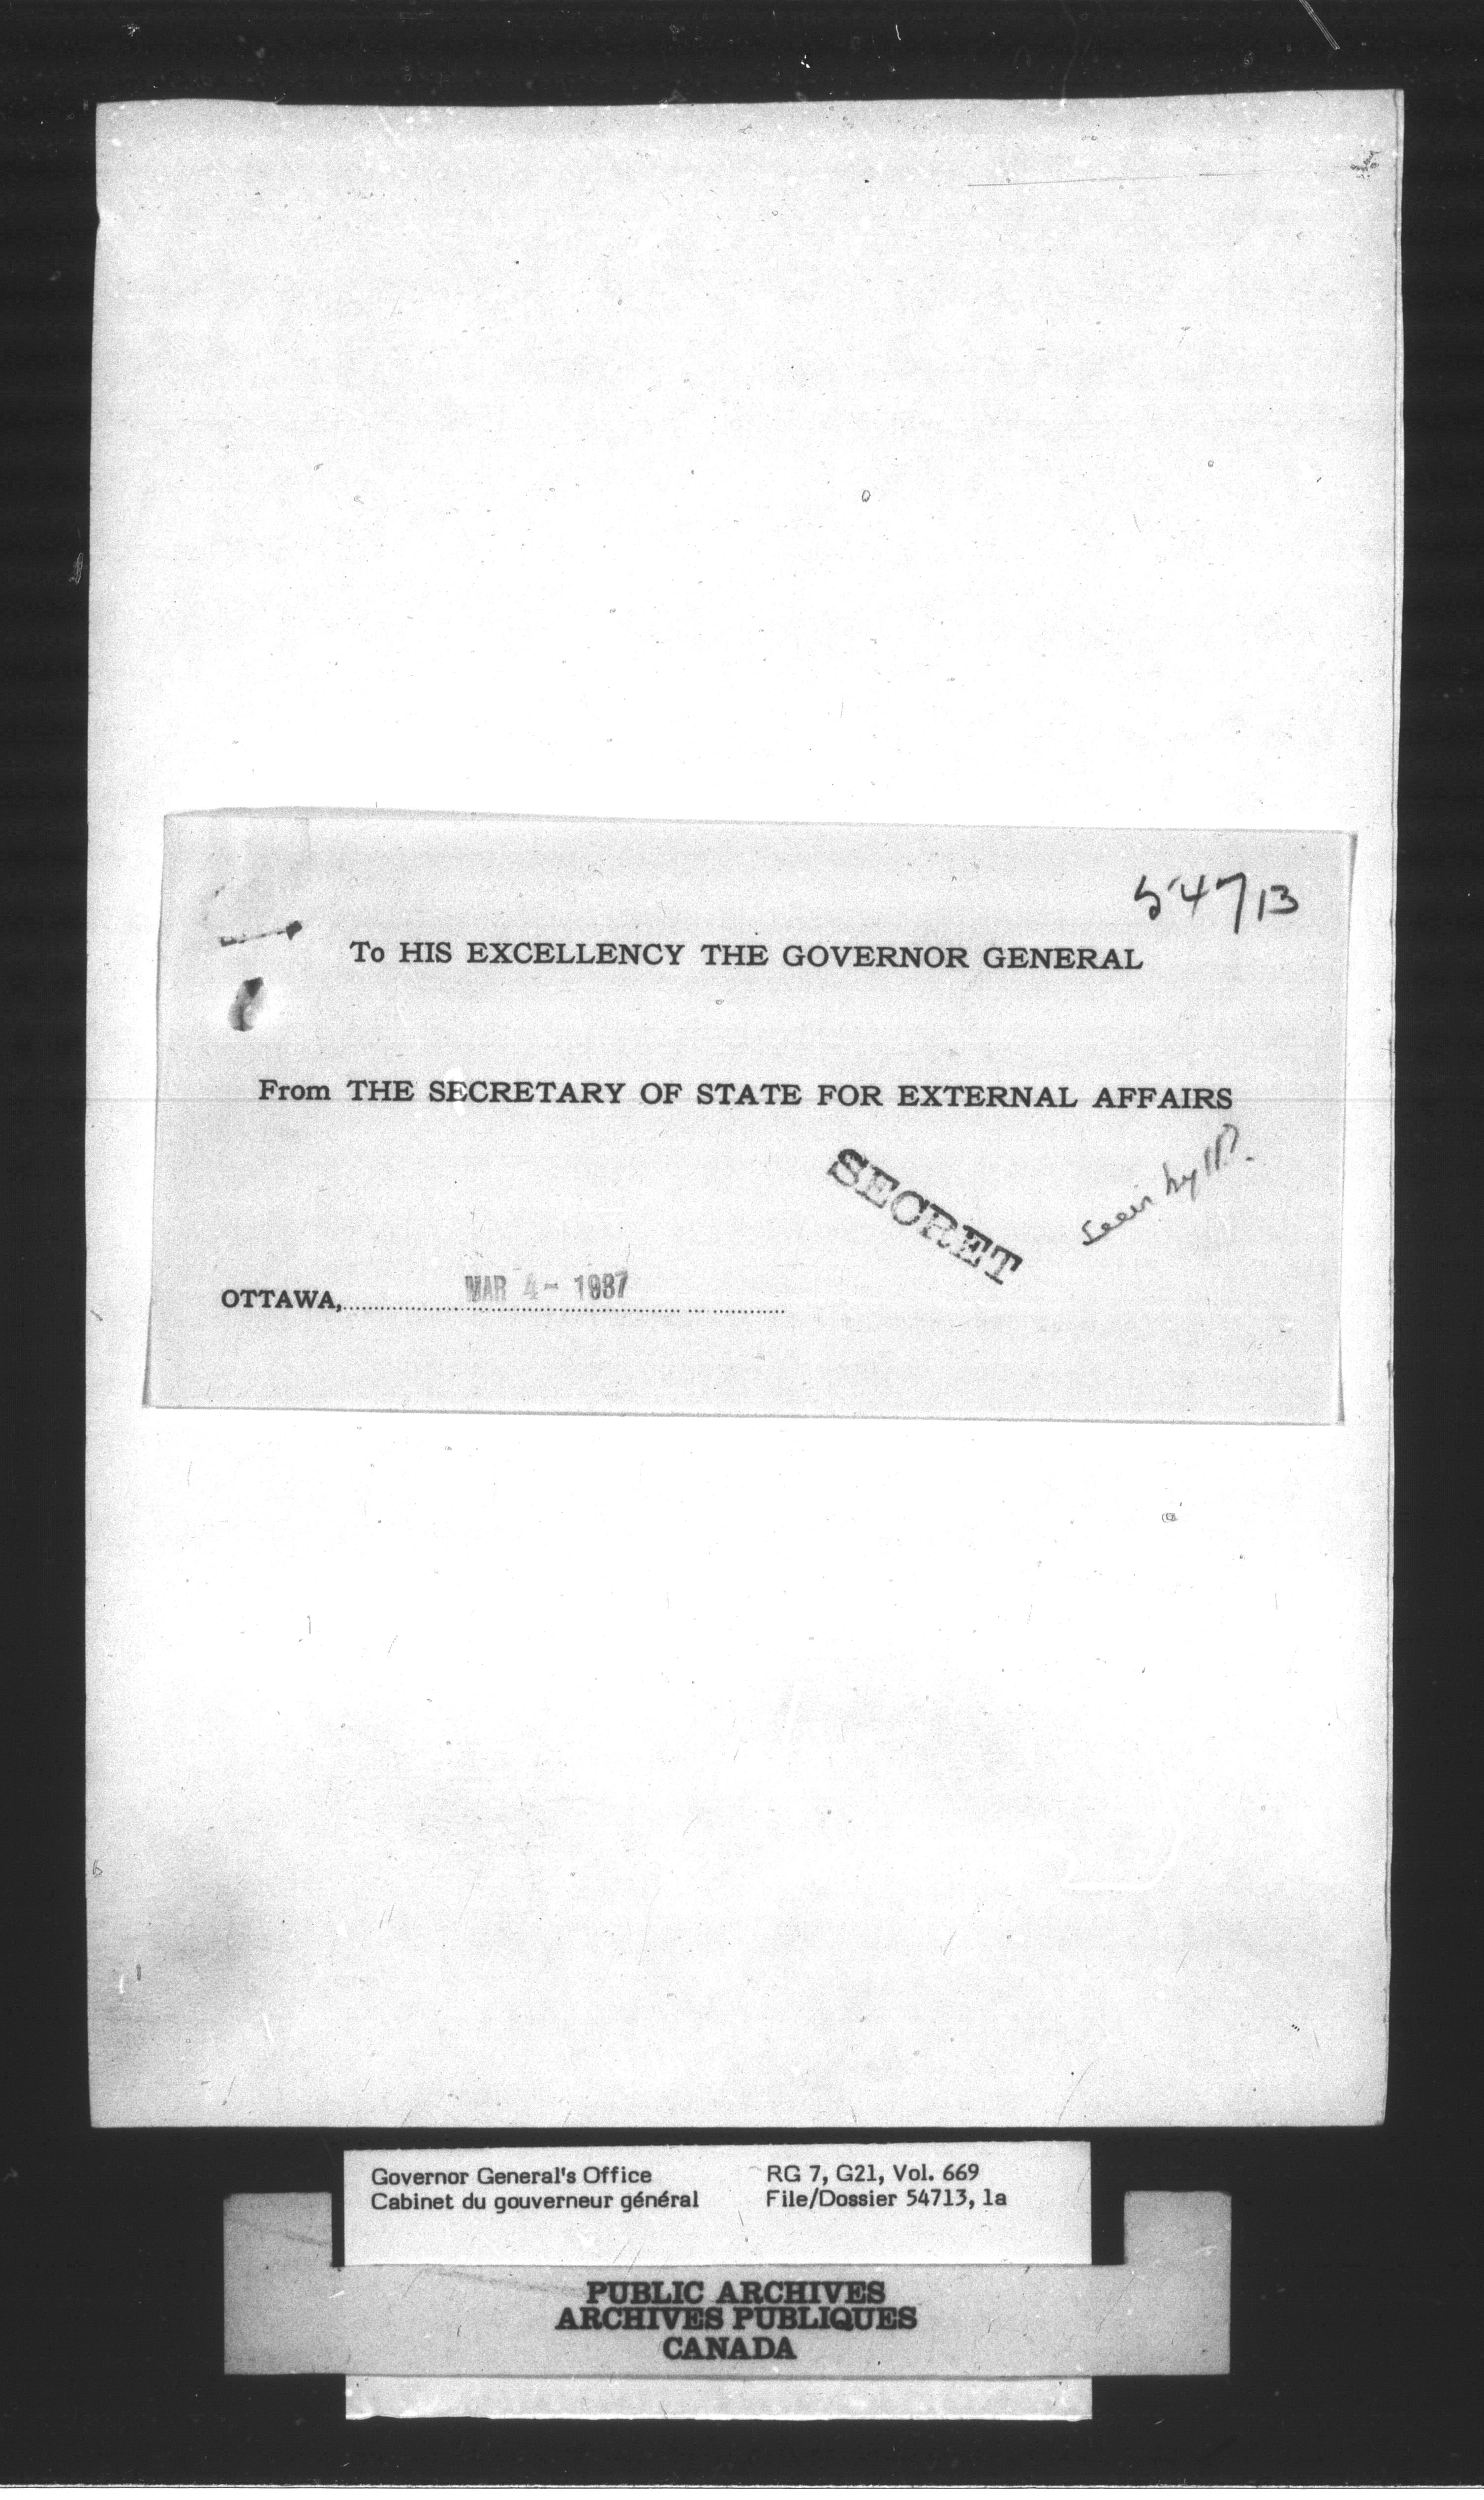 54713
To HIS EXCELLENCY THE GOVERNOR GENERAL
From THE SECRETARY OF STATE FOR EXTERNAL AFFAIRS
SECRET
Seen by
OTTAWA, MAR 4 - 1937
Governor General's Office
Cabinet du gouverneur général
RG 7, G21, Vol. 669
File/Dossier 54713, 1a
PUBLIC ARCHIVES
ARCHIVES PUBLIQUES
CANADA